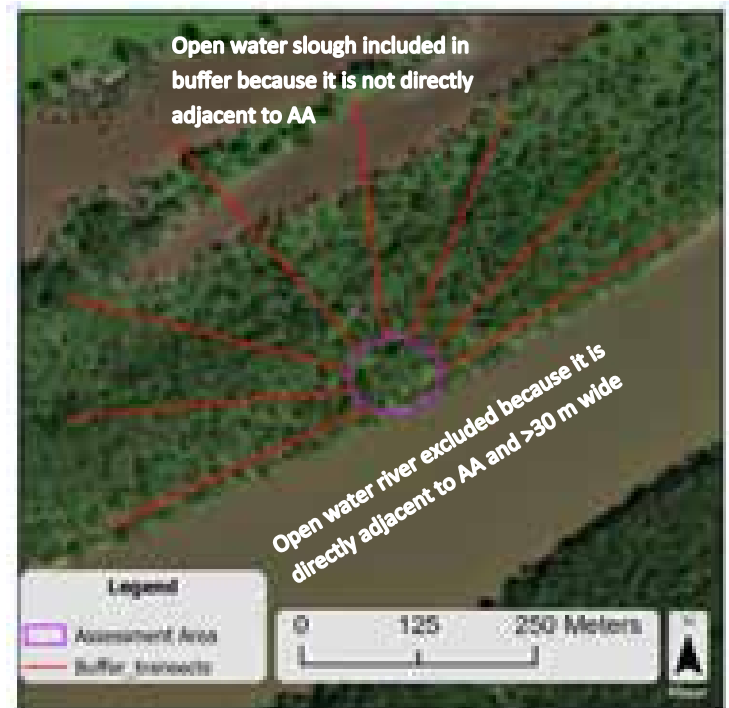 Open water slough included in
buffer because it is not directly
adjacent to AA
Open water river excluded because it is
directly adjacent to AA and >30 m wide
Legend
Assessment Area
Buffer_transects
0 125 250 Meters